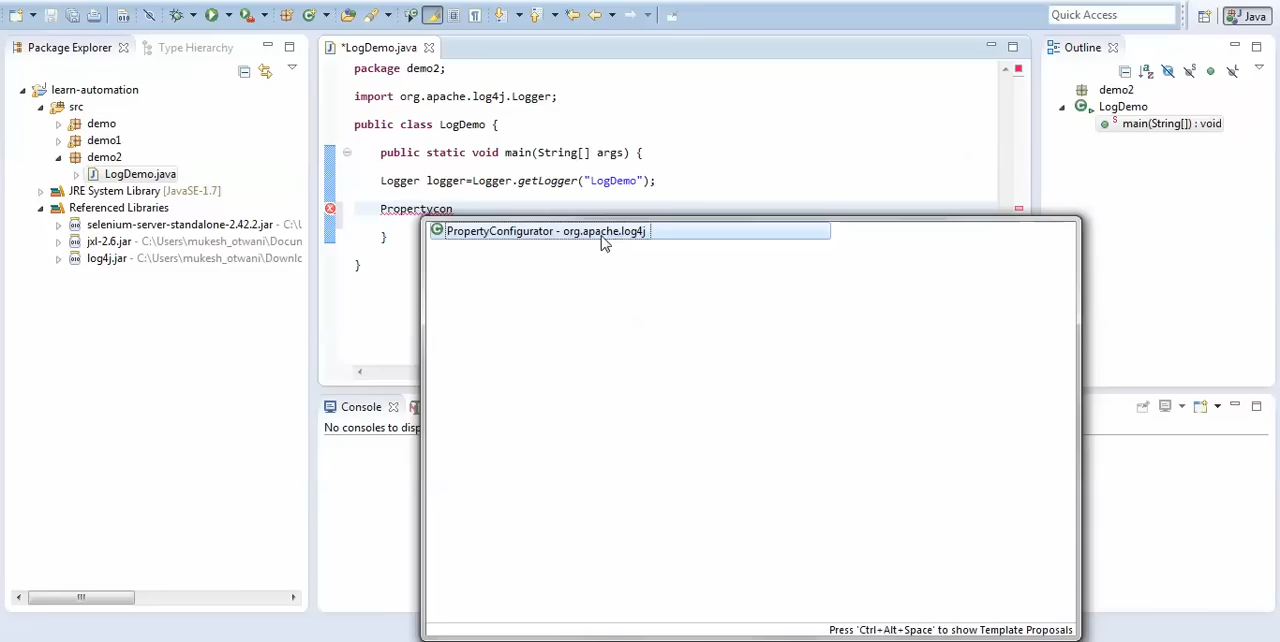 Quick Access
Java
Package Explorer
Type Hierarchy
*LogDemo.java
Outline
learn-automation
src
demo
demo1
demo2
LogDemo.java
JRE System Library [JavaSE-1.7]
Referenced Libraries
selenium-server-standalone-2.42.2.jar - C:\U
jxl-2.6.jar - C:\Users\mukesh_otwani\Docun
log4j.jar - C:\Users\mukesh_otwani\Downlc
package demo2;
import org.apache.log4j.Logger;
public class LogDemo {
public static void main(String[] args) {
Logger logger=Logger.getLogger("LogDemo");
Propertycon
}
}
PropertyConfigurator - org.apache.log4j
Press 'Ctrl+Alt+Space' to show Template Proposals
demo2
LogDemo
main(String[]) : void
Console
No consoles to disp